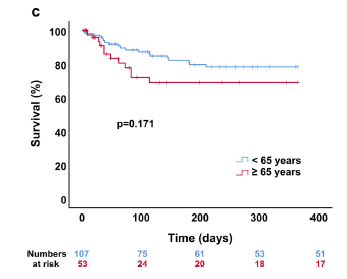 C
100
80
60
40
20
0
Survival (%)
p=0.171
< 65 years
≥ 65 years
0 100 200 300 400
Time (days)
Numbers at risk
107 75 61 53 51
53 24 20 18 17